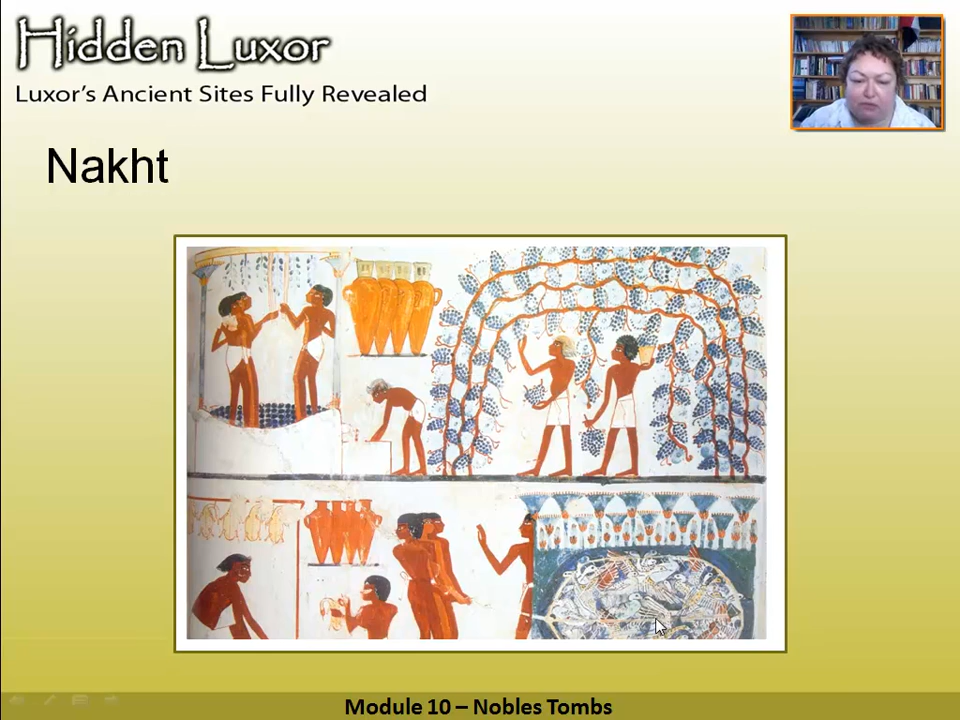 Hidden Luxor
Luxor's Ancient Sites Fully Revealed
Nakht
Module 10 – Nobles Tombs